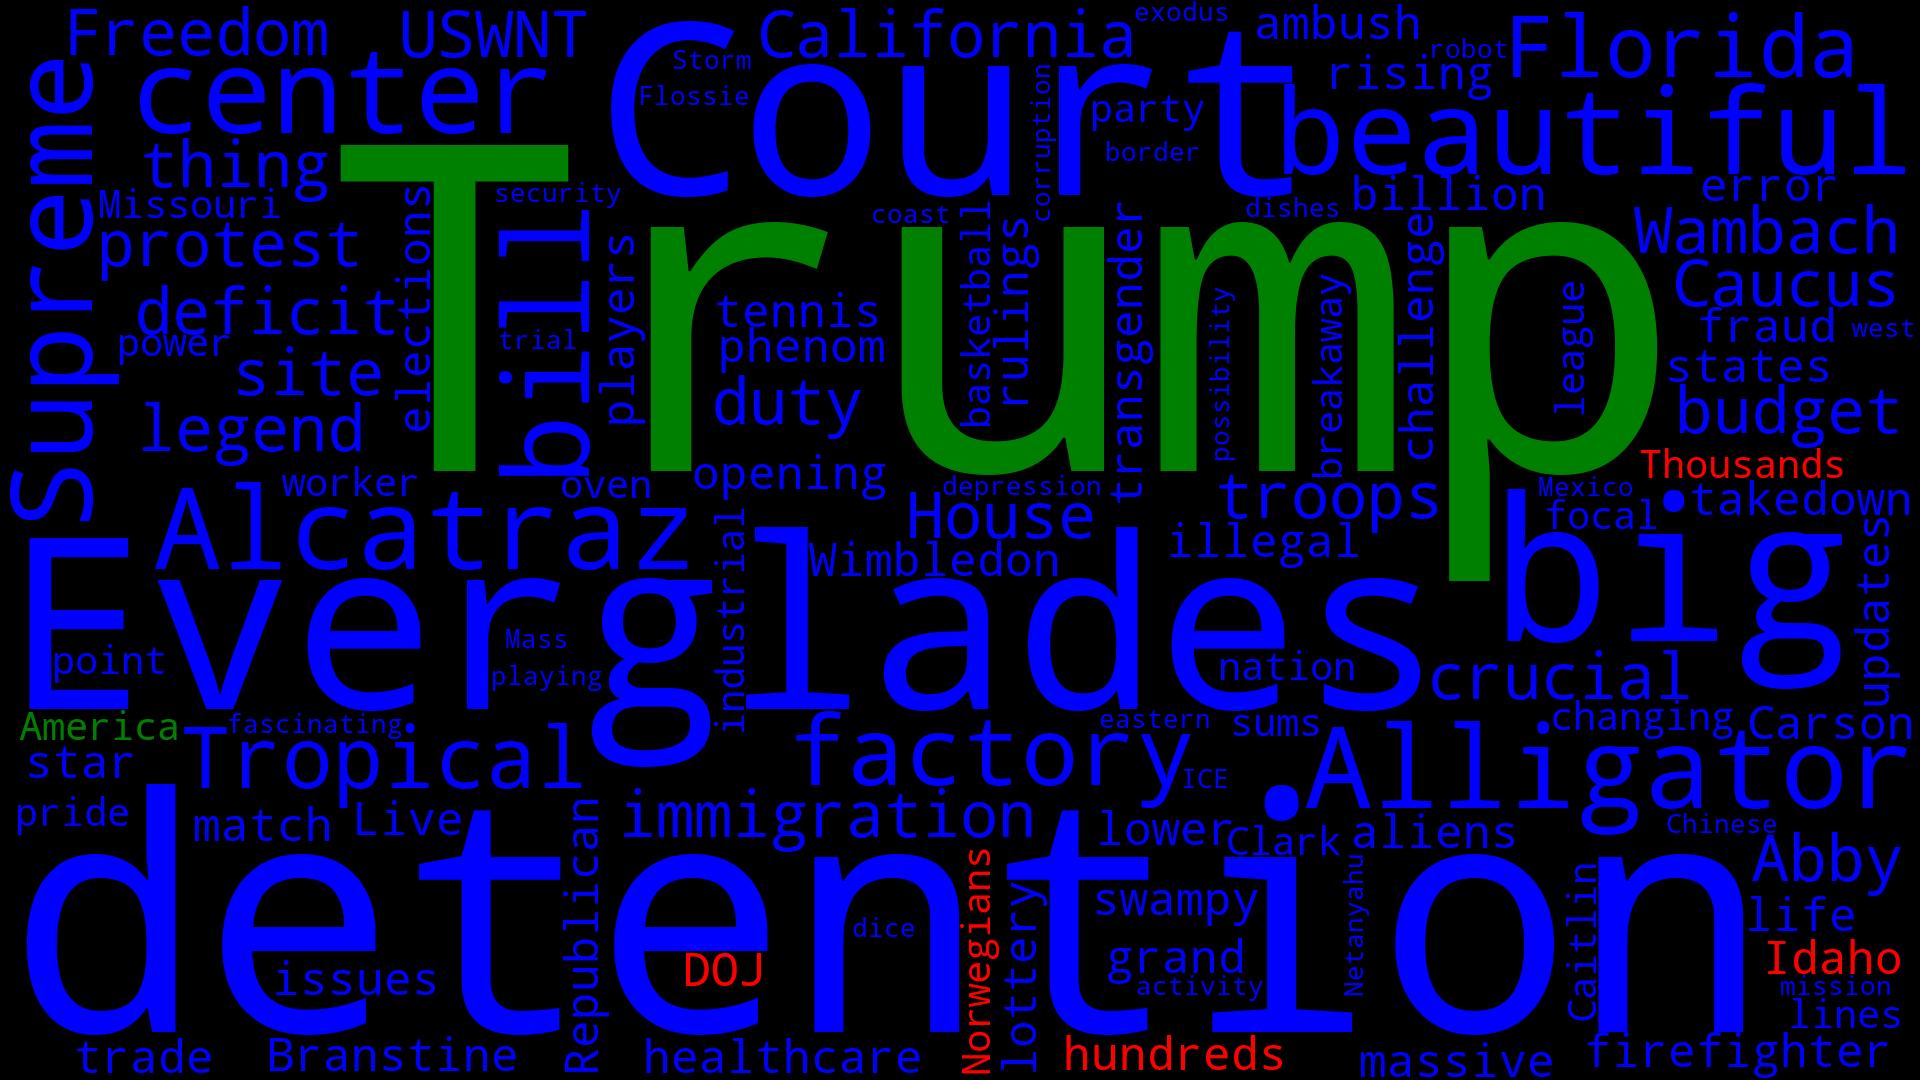 Freedom
USWNT
California
exodus
ambush
Florida
Storm
robot
Court
center
rising
Flossie
corruption
party
beautiful
Supreme
thing
border
security
Missouri
elections
billion
error
dishes
coast
Trump
protest
bill
players
basketball
rulings
transgender
challenge
Wambach
deficit
tennis
possibility
breakaway
league
Caucus
power
trial
phenom
fraud
west
site
duty
states
legend
budget
worker
oven
opening
depression
Thousands
Alcatraz
House
troops
Mexico
focal
takedown
Wimbledon
illegal
big
updates
Everglades
industrial
Mass
point
playing
nation
crucial
America
fascinating
eastern
sums
changing
Carson
star
Tropical
factory
ICE
Alligator
pride
match
Live
immigration
lower
Clark
aliens
Chinese
Abby
detention
Republican
Norwegians
lottery
swampy
Netanyahu
Caitlin
life
dice
issues
DOJ
grand
activity
Idaho
mission
lines
trade
Branstine
healthcare
hundreds
massive
firefighter